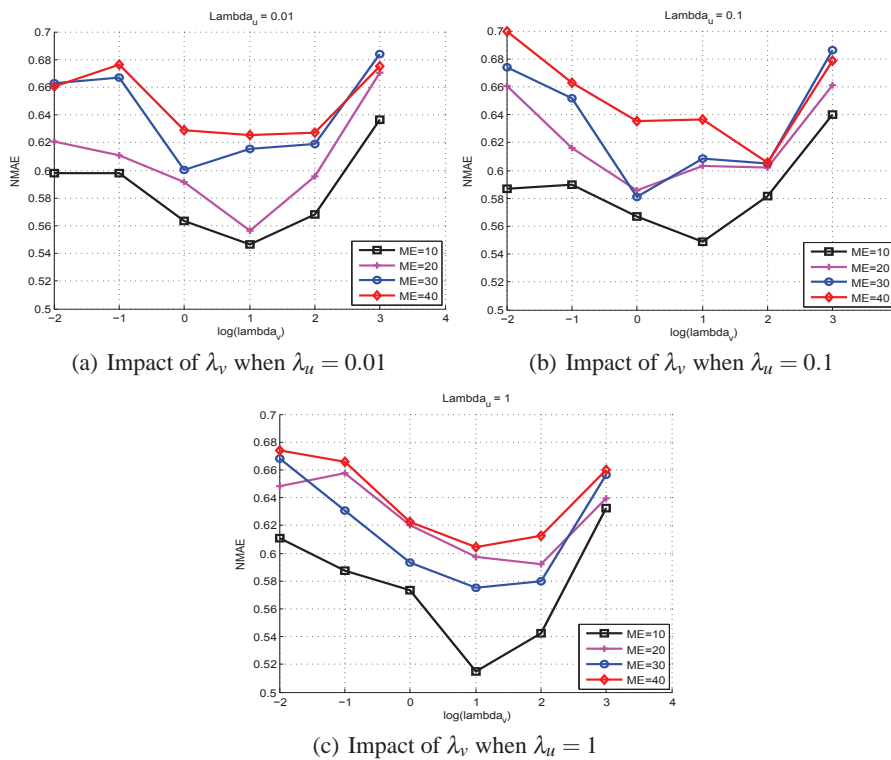 Lambda_u = 0.01
0.7
0.68
0.66
0.64
0.62
0.6
0.58
0.56
0.54
0.52
0.5
NMAE
−2 −1 0 1 2 3 4
log(lambda_v)
ME=10
ME=20
ME=30
ME=40
(a) Impact of λ_v when λ_u = 0.01
Lambda_u = 0.1
0.7
0.68
0.66
0.64
0.62
0.6
0.58
0.56
0.54
0.52
0.5
NMAE
−2 −1 0 1 2 3
log(lambda_v)
ME=10
ME=20
ME=30
ME=40
(b) Impact of λ_v when λ_u = 0.1
Lambda_u = 1
0.7
0.68
0.66
0.64
0.62
0.6
0.58
0.56
0.54
0.52
0.5
NMAE
−2 −1 0 1 2 3 4
log(lambda_v)
ME=10
ME=20
ME=30
ME=40
(c) Impact of λ_v when λ_u = 1